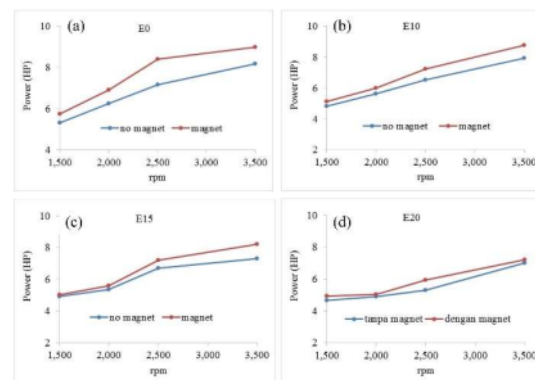 (a)
E0
10
8
6
4
Power (HP)
no magnet
magnet
1,500 2,000 2,500 3,000 3,500
rpm
(b)
E10
10
8
6
4
2
Power (HP)
no magnet
magnet
1,500 2,000 2,500 3,000 3,500
rpm
(c)
E15
10
8
6
4
2
Power (HP)
no magnet
magnet
1,500 2,000 2,500 3,000 3,500
rpm
(d)
E20
10
8
6
4
2
Power (HP)
tanpa magnet
dengan magnet
1,500 2,000 2,500 3,000 3,500
rpm